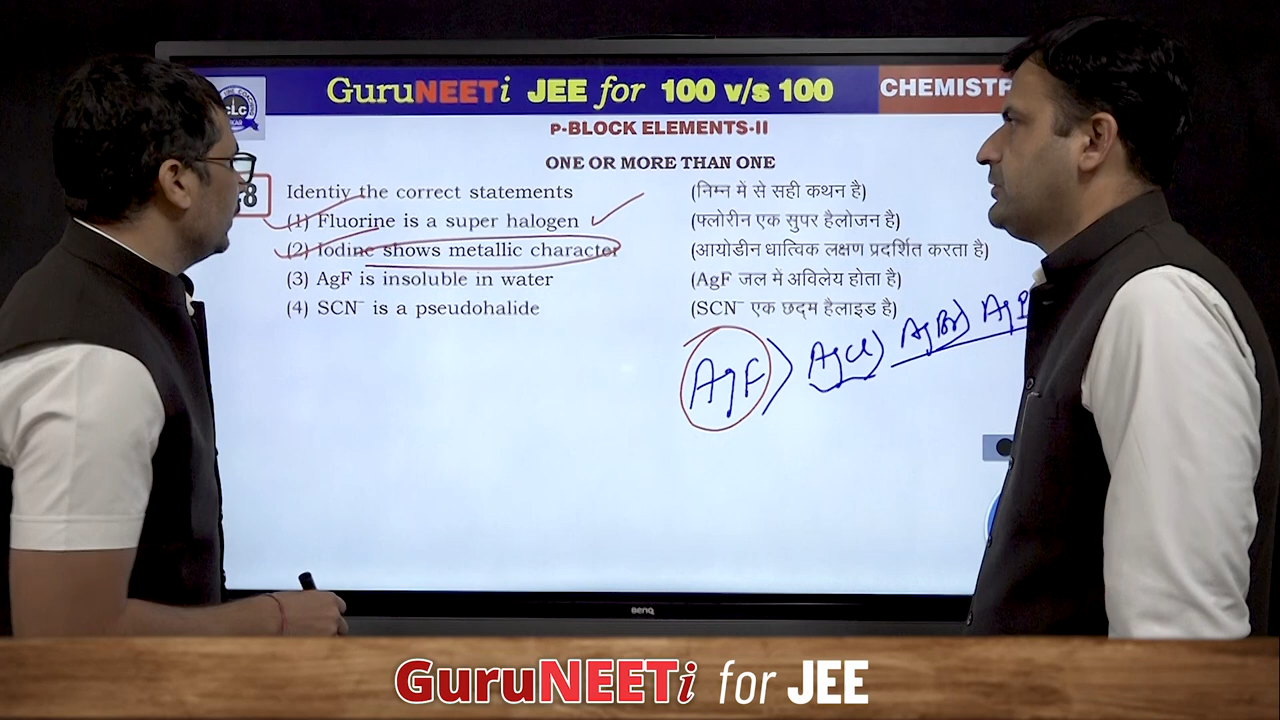 GuruNEETi JEE for 100 v/s 100
CLC
P-BLOCK ELEMENTS-II
ONE OR MORE THAN ONE
8 Identiy the correct statements (निम्न में से सही कथन है)
(1) Fluorine is a super halogen (फ्लोरीन एक सुपर हैलोजन है)
(2) Iodine shows metallic character (आयोडीन धात्विक लक्षण प्रदर्शित करता है)
(3) AgF is insoluble in water (AgF जल में अविलेय होता है)
(4) SCN⁻ is a pseudohalide (SCN⁻ एक छद्म हैलाइड है)
AgF > AgCl > AgBr >
BenQ
GuruNEETi for JEE